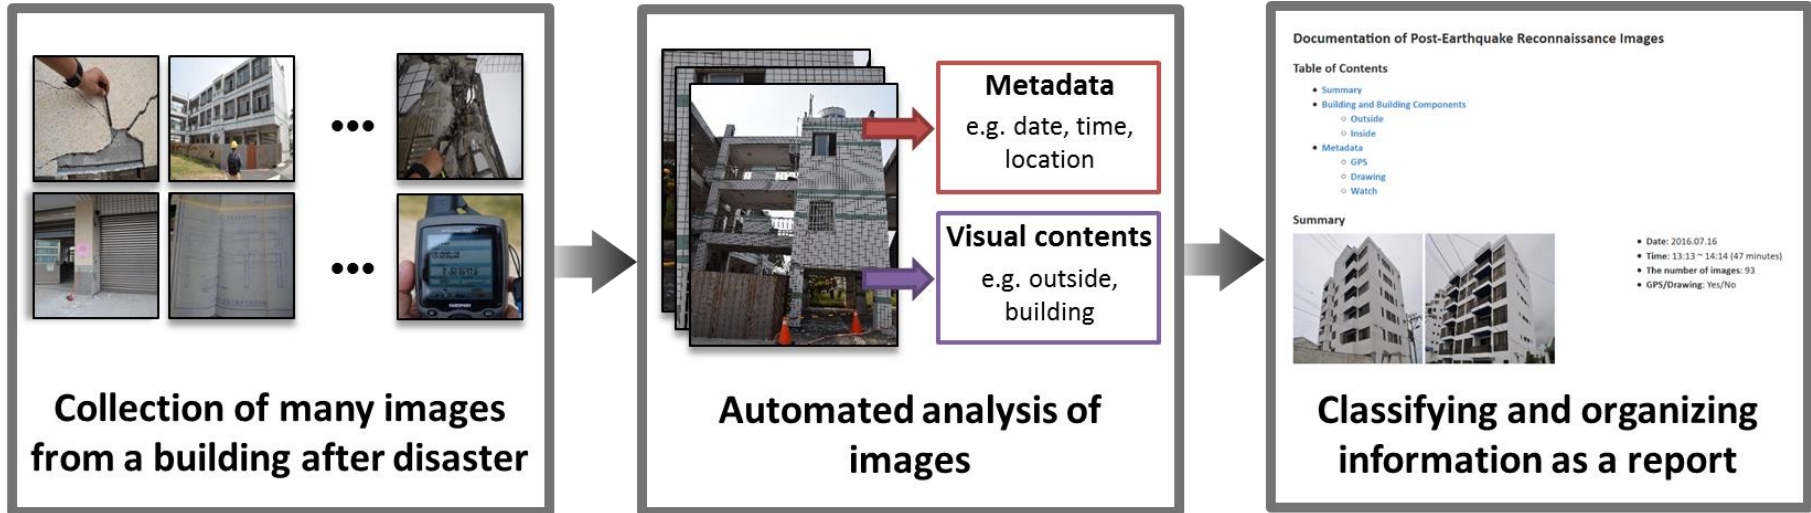 Collection of many images
from a building after disaster
Metadata
e.g. date, time,
location
Visual contents
e.g. outside,
building
Automated analysis of
images
Documentation of Post-Earthquake Reconnaissance Images
Table of Contents
• Summary
• Building and Building Components
○ Outside
○ Inside
• Metadata
○ GPS
○ Drawing
○ Watch
Summary
• Date: 2016.07.16
• Time: 13:13 ~ 14:14 (47 minutes)
• The number of images: 93
• GPS/Drawing: Yes/No
Classifying and organizing
information as a report